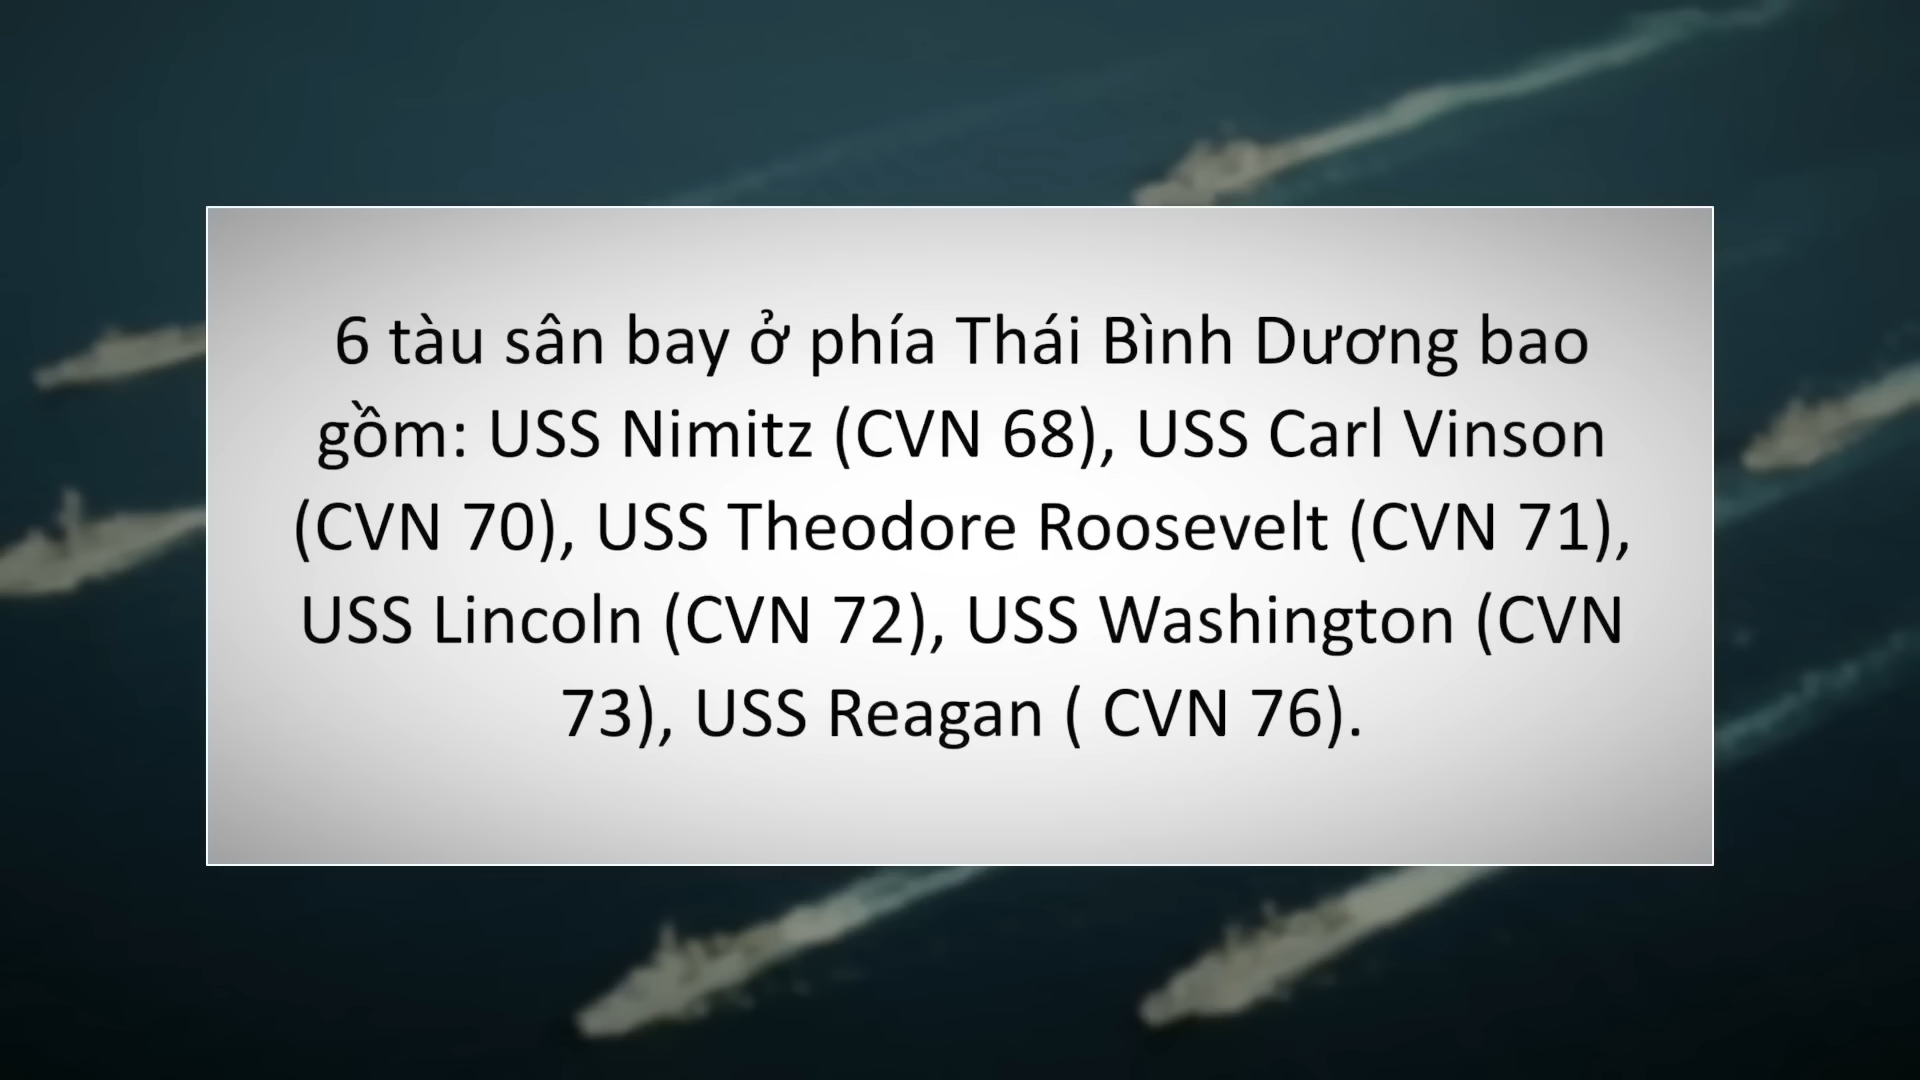 6 tàu sân bay ở phía Thái Bình Dương bao
gồm: USS Nimitz (CVN 68), USS Carl Vinson
(CVN 70), USS Theodore Roosevelt (CVN 71),
USS Lincoln (CVN 72), USS Washington (CVN
73), USS Reagan ( CVN 76).